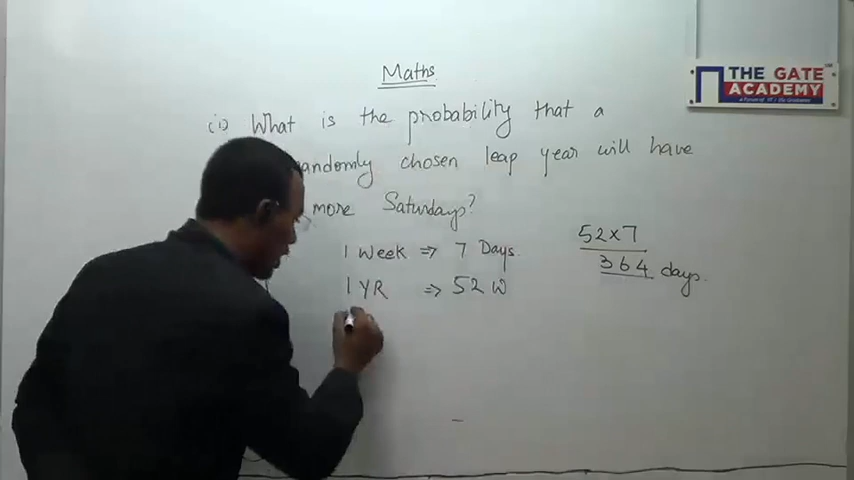 Maths
(i) What is the probability that a
randomly chosen leap year will have
more Saturdays?
1 Week ⇒ 7 Days.
1 YR ⇒ 52 W
52×7
364 days.
THE GATE
ACADEMY